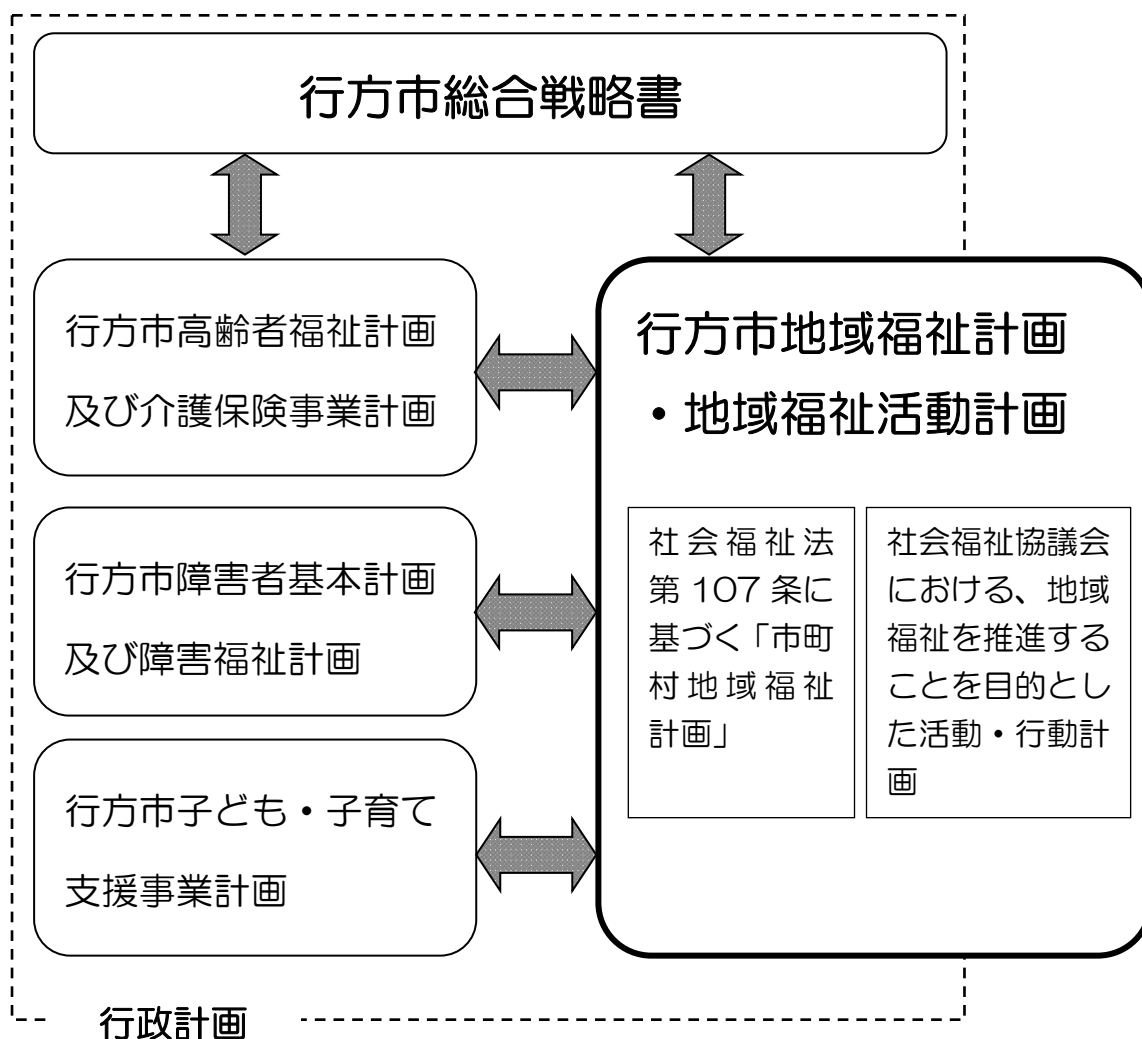 行方市総合戦略書
行方市高齢者福祉計画
及び介護保険事業計画
行方市地域福祉計画
・地域福祉活動計画
社会福祉法
第 107 条に
基づく「市町
村地域福祉
計画」
社会福祉協議会
における、地域
福祉を推進する
ことを目的とし
た活動・行動計
画
行方市障害者基本計画
及び障害福祉計画
行方市子ども・子育て
支援事業計画
行政計画